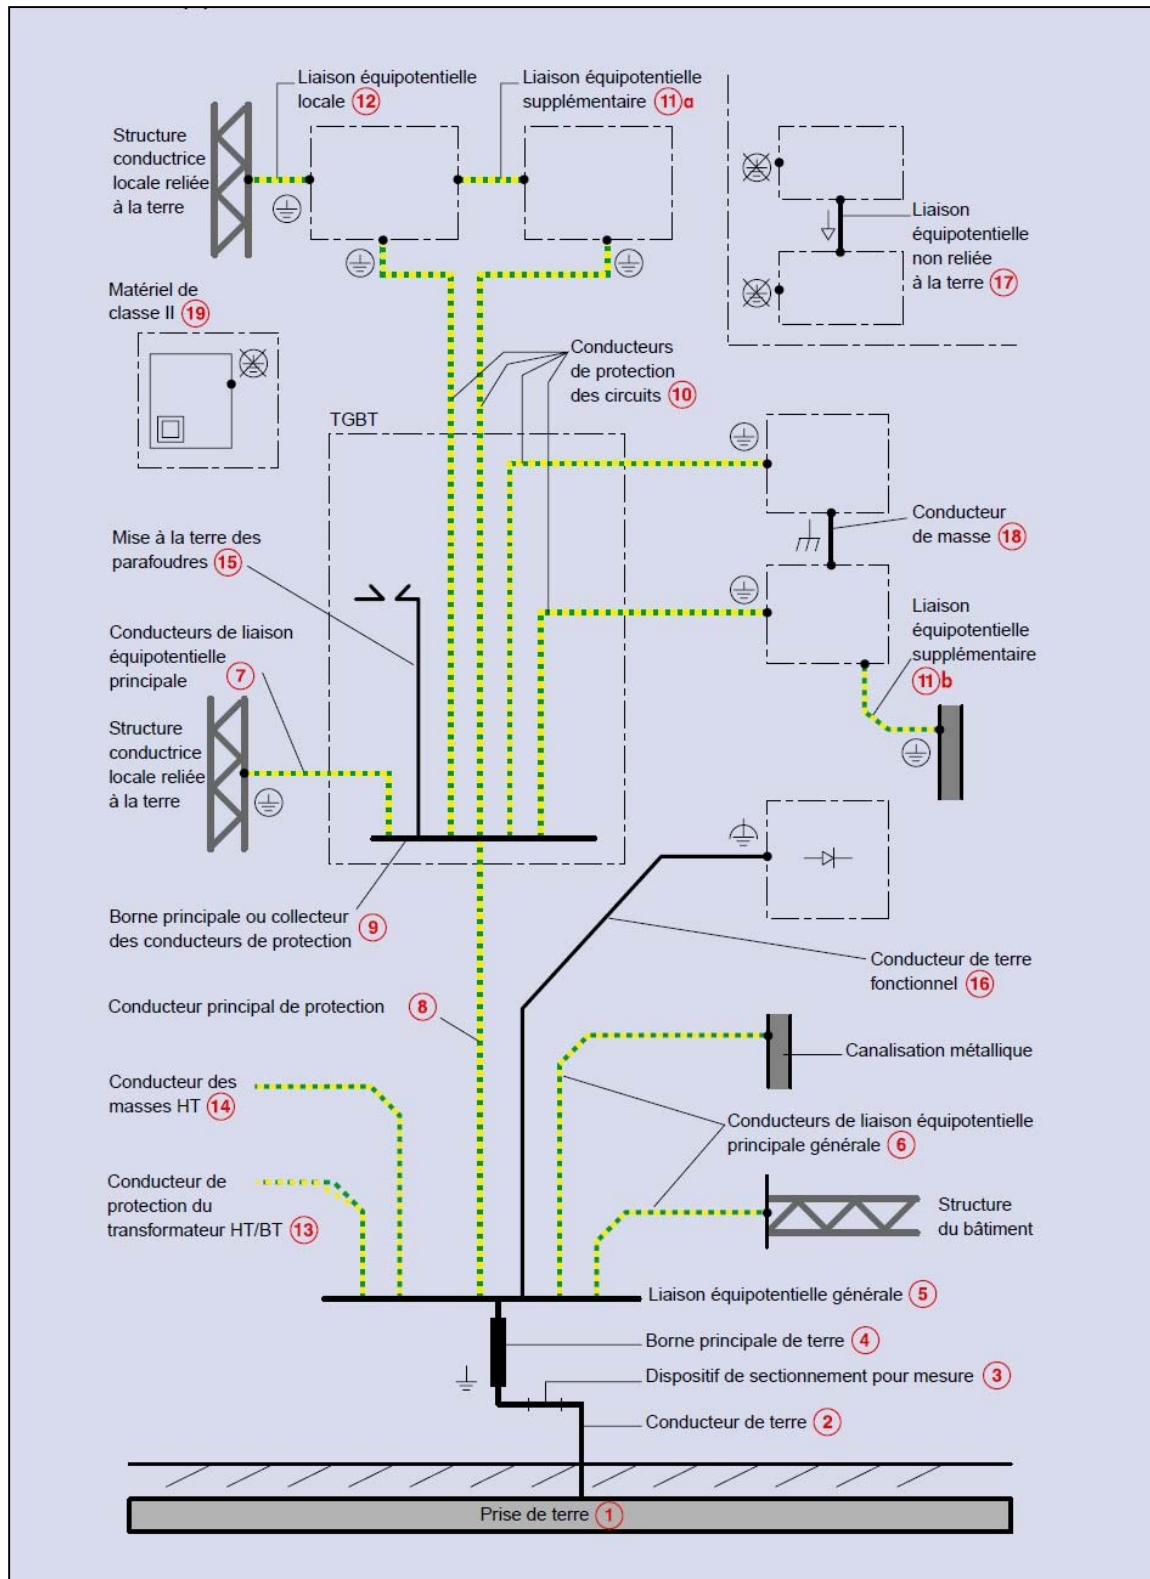 Liaison équipotentielle
locale 12
Liaison équipotentielle
supplémentaire 11 a
Structure
conductrice
locale reliée
à la terre
Liaison
équipotentielle
non reliée
à la terre 17
Matériel de
classe II 19
Conducteurs
de protection
des circuits 10
TGBT
Conducteur
de masse 18
Mise à la terre des
parafoudres 15
Liaison
équipotentielle
supplémentaire
11 b
Conducteurs de liaison
équipotentielle
principale 7
Structure
conductrice
locale reliée
à la terre
Borne principale ou collecteur
des conducteurs de protection 9
Conducteur de terre
fonctionnel 16
Conducteur principal de protection 8
Canalisation métallique
Conducteur des
masses HT 14
Conducteurs de liaison équipotentielle
principale générale 6
Conducteur de
protection du
transformateur HT/BT 13
Structure
du bâtiment
Liaison équipotentielle générale 5
Borne principale de terre 4
Dispositif de sectionnement pour mesure 3
Conducteur de terre 2
Prise de terre 1